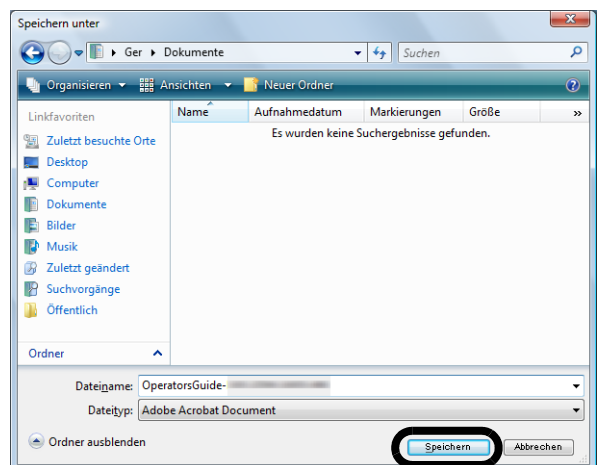 Speichern unter
Ger Dokumente
Suchen
Organisieren Ansichten Neuer Ordner
Linkfavoriten
Zuletzt besuchte Orte
Desktop
Computer
Dokumente
Bilder
Musik
Zuletzt geändert
Suchvorgänge
Öffentlich
Ordner
Name Aufnahmedatum Markierungen Größe »
Es wurden keine Suchergebnisse gefunden.
Dateiname: OperatorsGuide-
Dateityp: Adobe Acrobat Document
Ordner ausblenden
Speichern Abbrechen